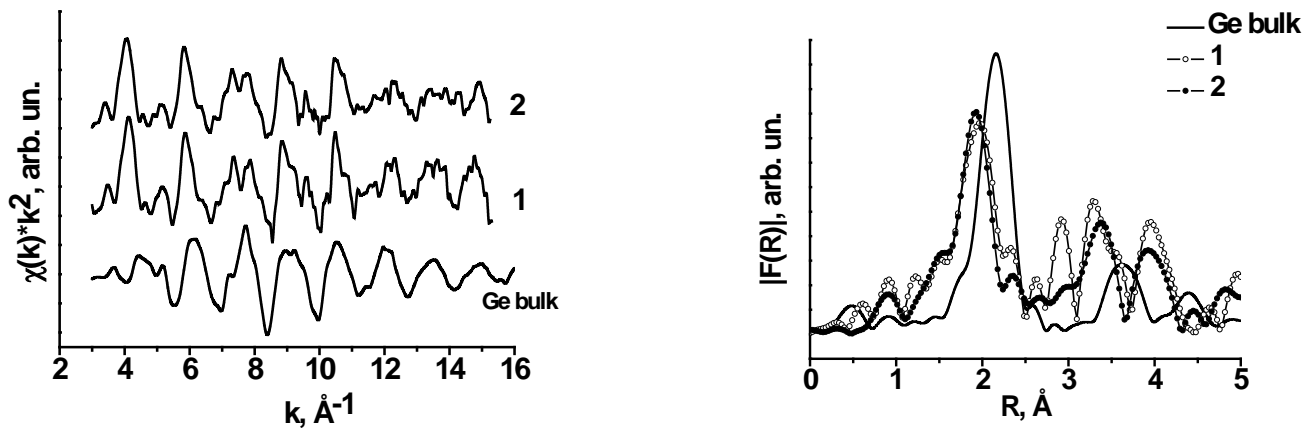 χ(k)*k², arb. un.
2
1
Ge bulk
2 4 6 8 10 12 14 16
k, Å⁻¹
Ge bulk
1
2
|F(R)|, arb. un.
0 1 2 3 4 5
R, Å